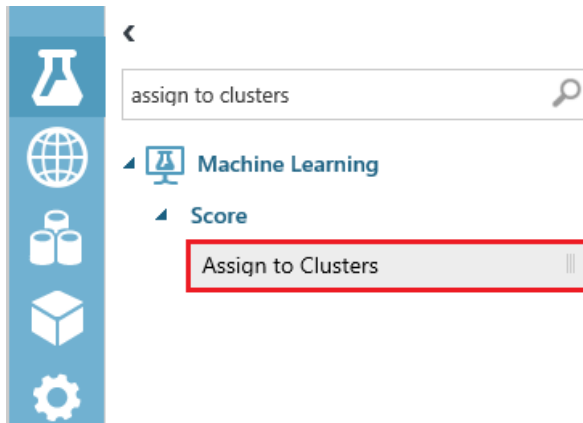 assign to clusters
Machine Learning
Score
Assign to Clusters